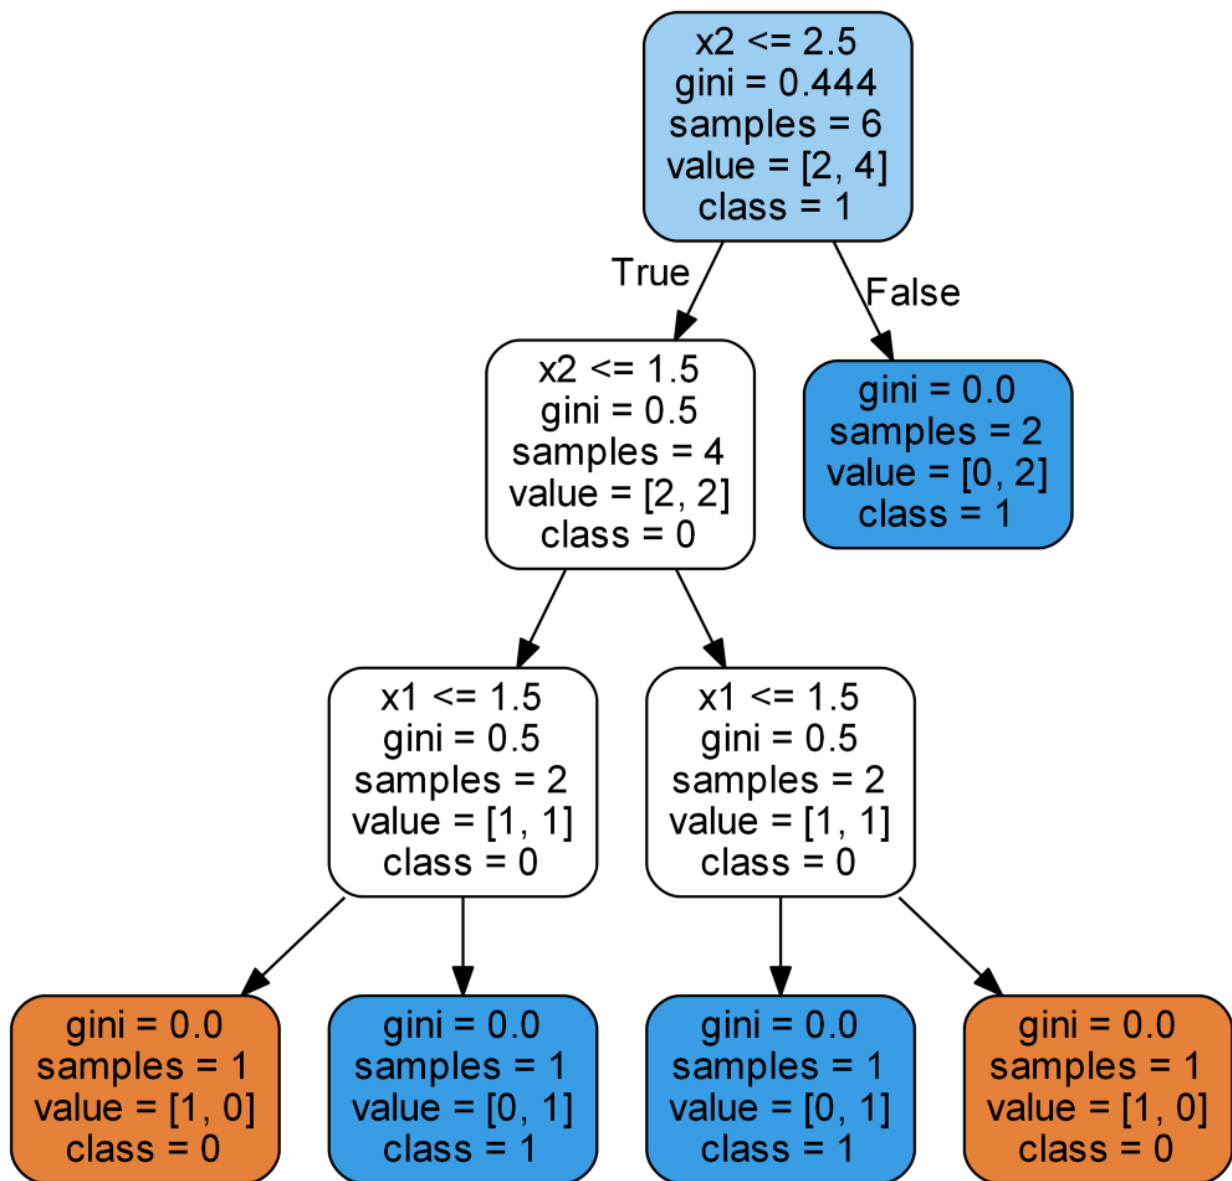 x2 <= 2.5
gini = 0.444
samples = 6
value = [2, 4]
class = 1
True
False
x2 <= 1.5
gini = 0.5
samples = 4
value = [2, 2]
class = 0
gini = 0.0
samples = 2
value = [0, 2]
class = 1
x1 <= 1.5
gini = 0.5
samples = 2
value = [1, 1]
class = 0
x1 <= 1.5
gini = 0.5
samples = 2
value = [1, 1]
class = 0
gini = 0.0
samples = 1
value = [1, 0]
class = 0
gini = 0.0
samples = 1
value = [0, 1]
class = 1
gini = 0.0
samples = 1
value = [0, 1]
class = 1
gini = 0.0
samples = 1
value = [1, 0]
class = 0